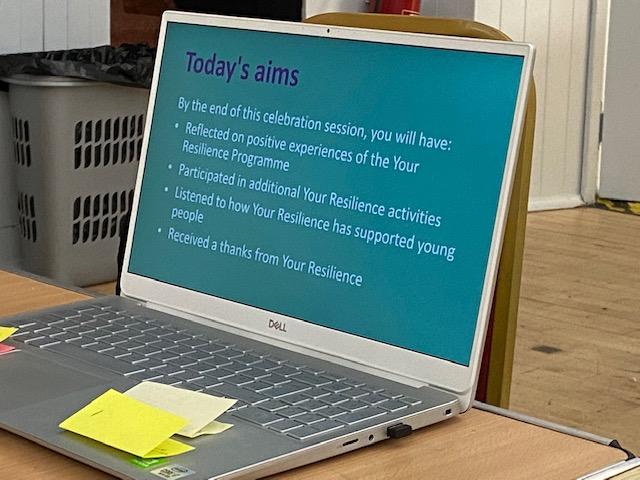 Today's aims
By the end of this celebration session, you will have:
• Reflected on positive experiences of the Your
Resilience Programme
• Participated in additional Your Resilience activities
• Listened to how Your Resilience has supported young
people
• Received a thanks from Your Resilience
DELL